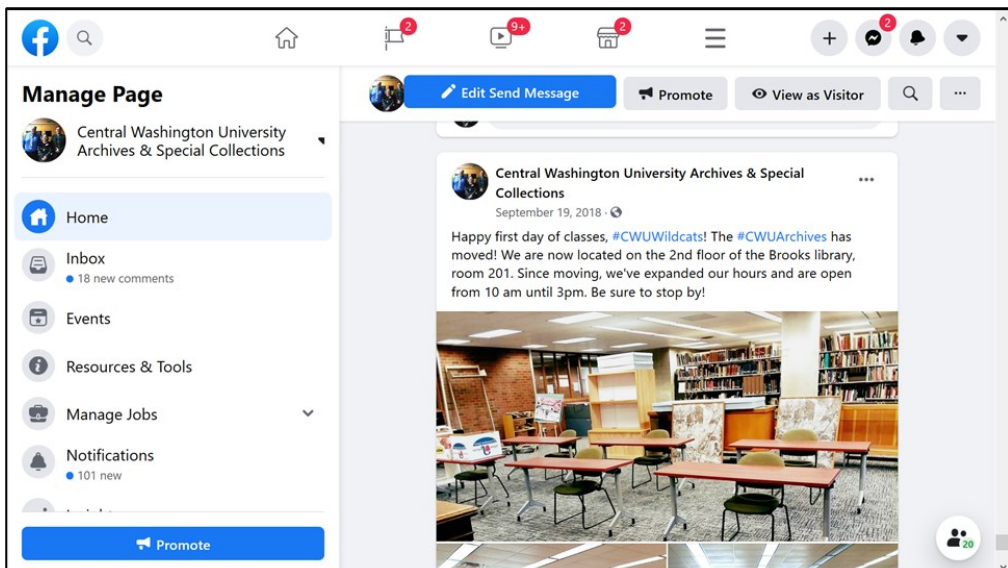 2
9+
2
2
Manage Page
Central Washington University
Archives & Special Collections
Home
Inbox
18 new comments
Events
Resources & Tools
Manage Jobs
Notifications
101 new
Promote
Edit Send Message
Promote
View as Visitor
...
Central Washington University Archives & Special
Collections
...
September 19, 2018 ·
Happy first day of classes, #CWUWildcats! The #CWUArchives has
moved! We are now located on the 2nd floor of the Brooks library,
room 201. Since moving, we've expanded our hours and are open
from 10 am until 3pm. Be sure to stop by!
20